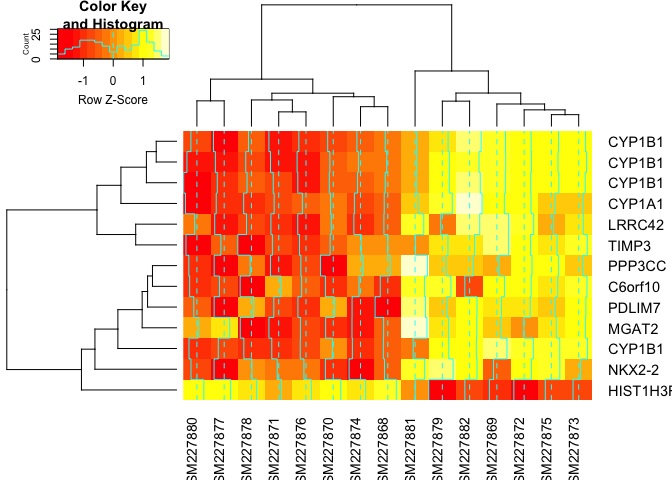 Color Key
and Histogram
Count
0
25
-1
0
1
Row Z-Score
CYP1B1
CYP1B1
CYP1B1
CYP1A1
LRRC42
TIMP3
PPP3CC
C6orf10
PDLIM7
MGAT2
CYP1B1
NKX2-2
HIST1H3F
SM227880
SM227877
SM227878
SM227871
SM227876
SM227870
SM227874
SM227868
SM227881
SM227879
SM227882
SM227869
SM227872
SM227875
SM227873